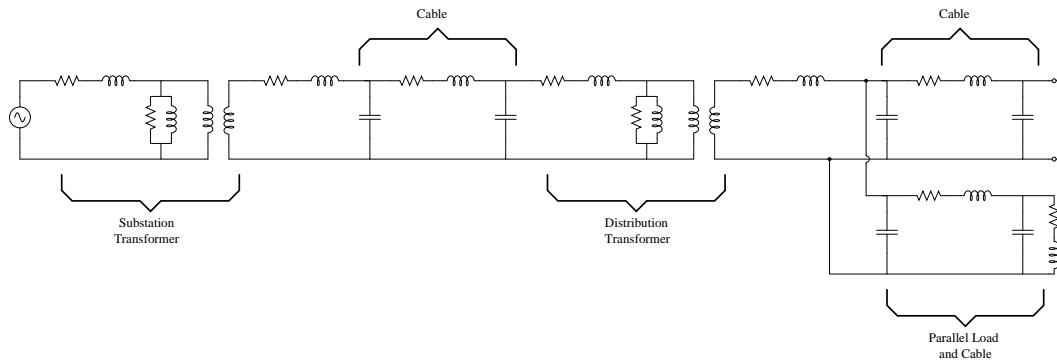 Cable
Cable
Substation
Transformer
Distribution
Transformer
Parallel Load
and Cable